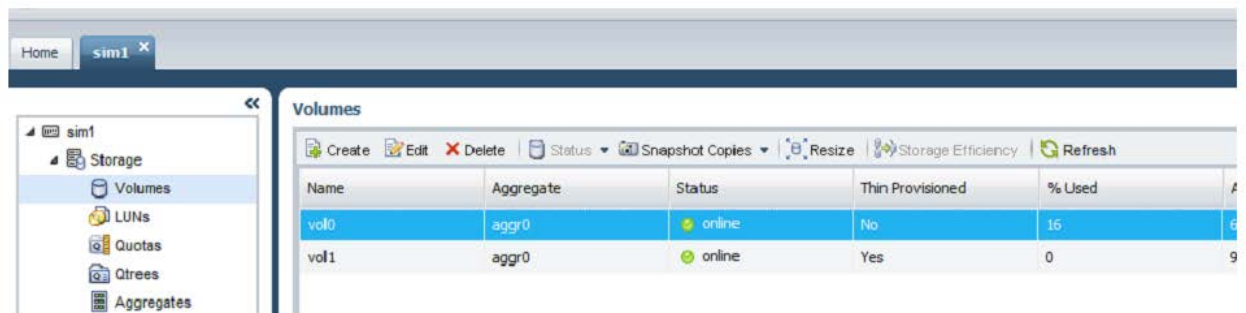 Home sim1
sim1
Storage
Volumes
LUNs
Quotas
Qtrees
Aggregates
Volumes
Create Edit Delete Status Snapshot Copies Resize Storage Efficiency Refresh
Name Aggregate Status Thin Provisioned % Used
vol0 aggr0 online No 16
vol1 aggr0 online Yes 0 9